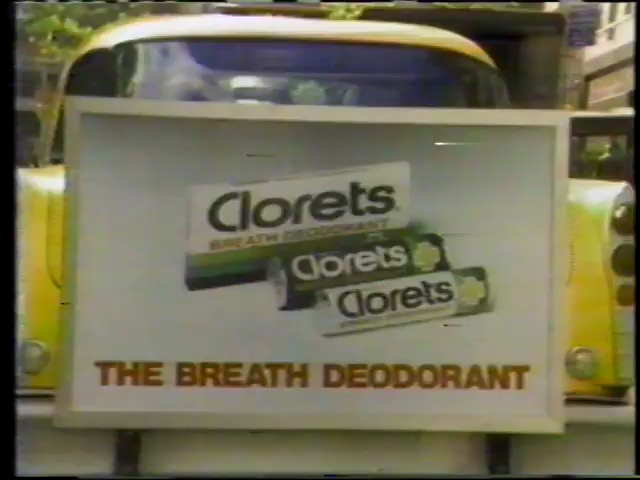 Clorets
BREATH DEODORANT
Clorets
Clorets
THE BREATH DEODORANT